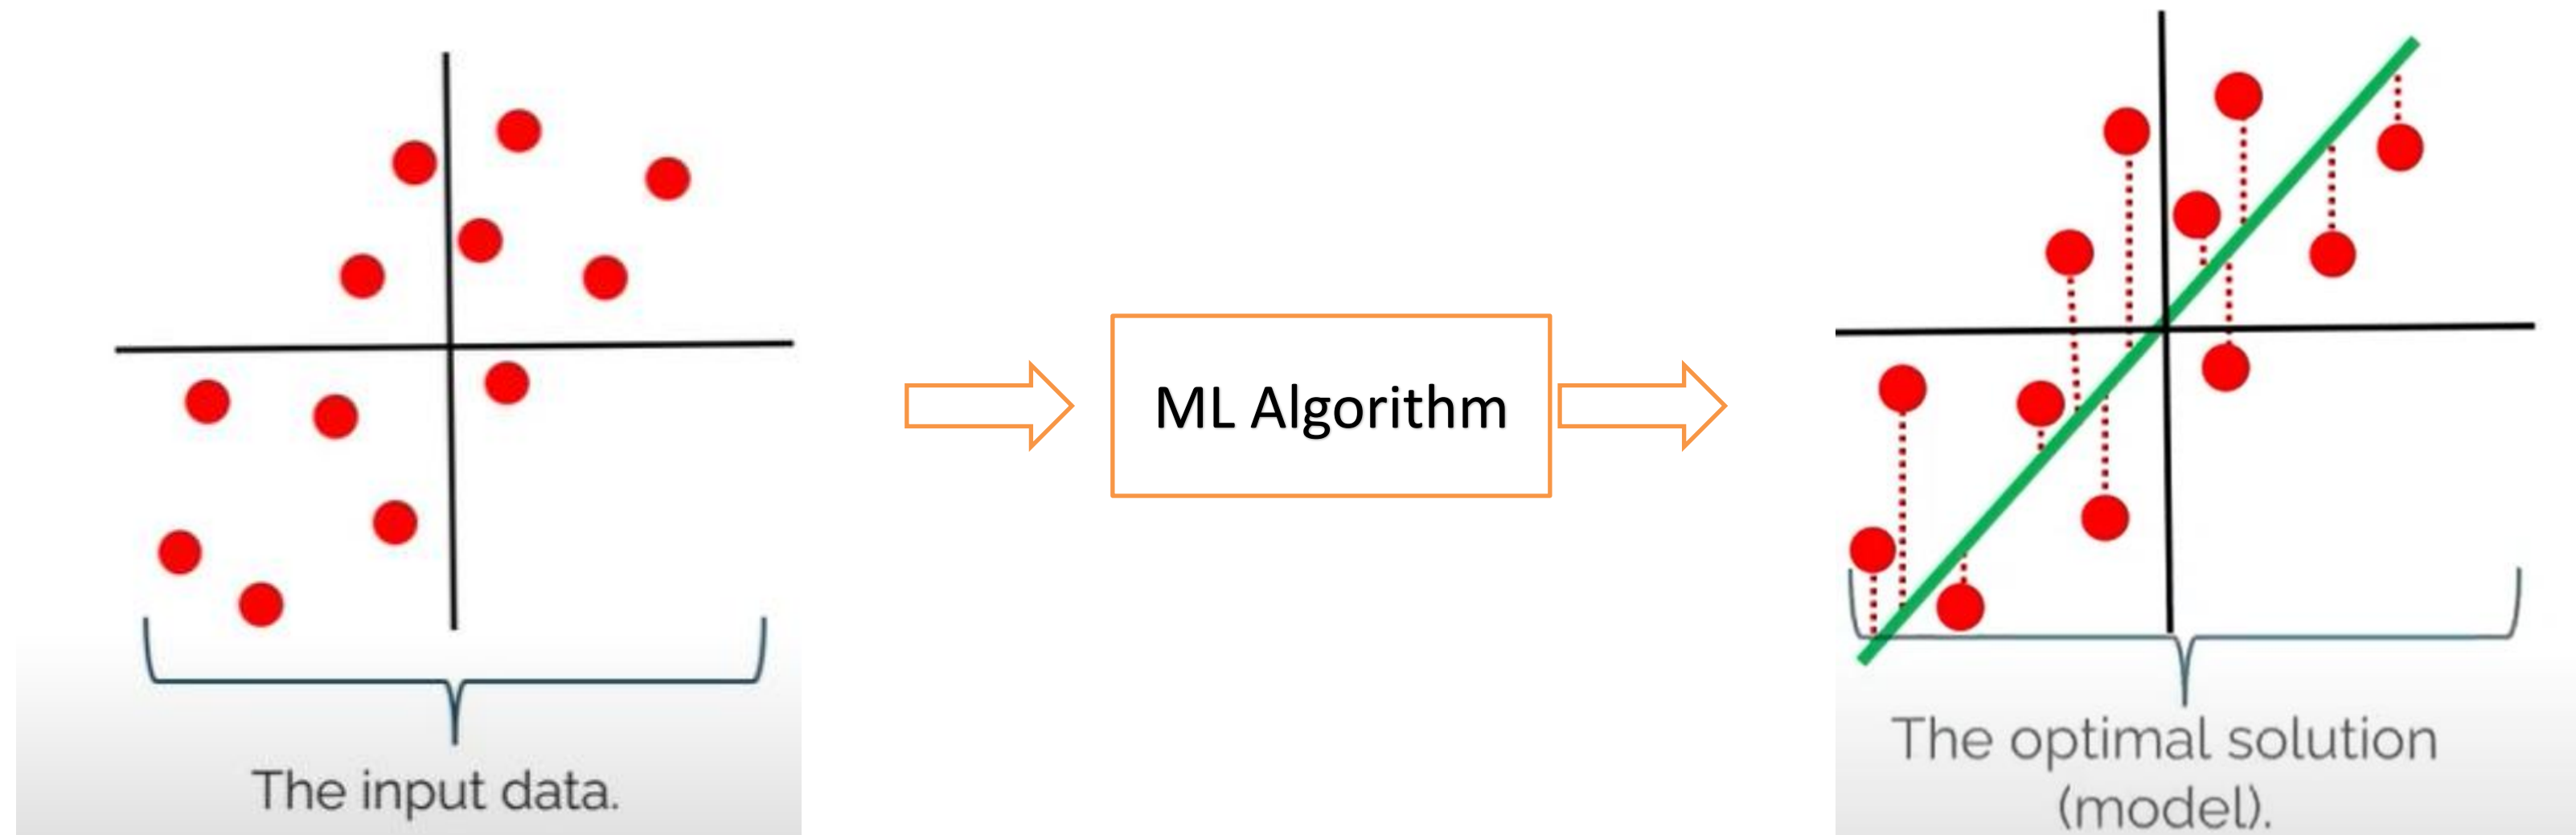 The input data.
ML Algorithm
The optimal solution
(model).